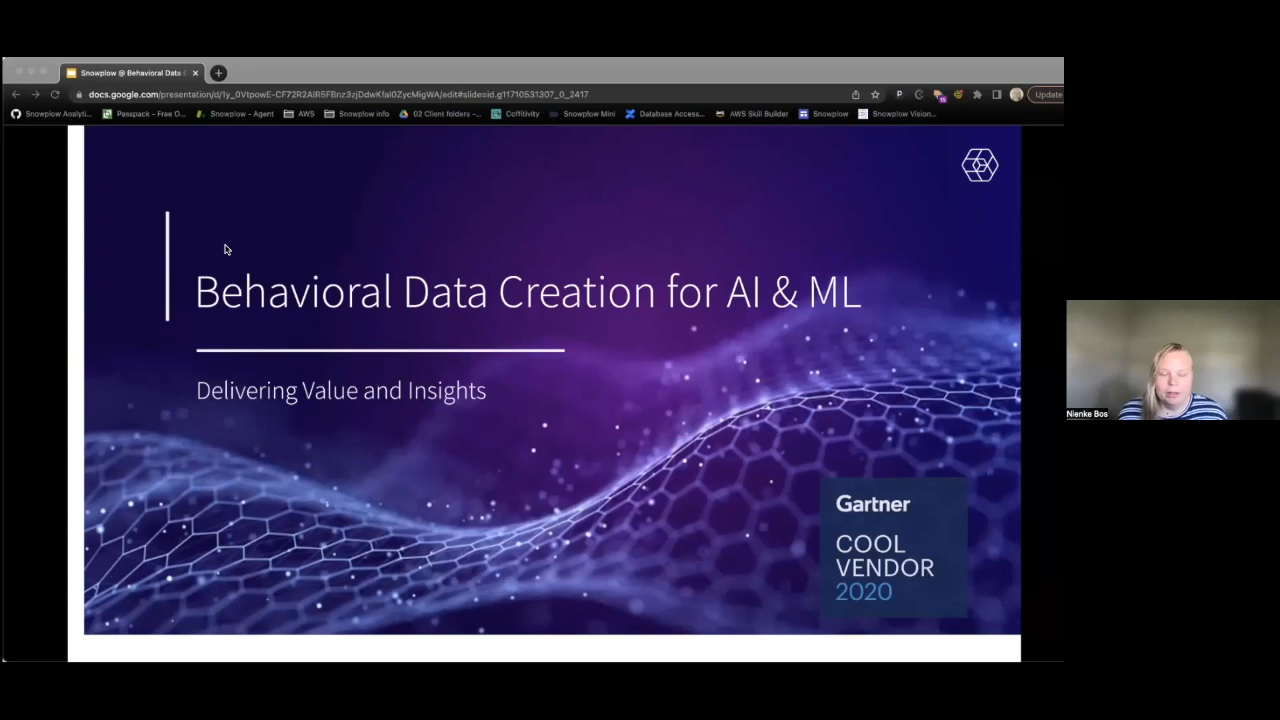 Snowplow @ Behavioral Data
docs.google.com/presentation/d/1y_0VtpowE-CF72R2AIR5FBnz3zjDdwKfaI0ZycMigWA/edit#slide=id.g11710531307_0_2417
15
Update
Snowplow Analyti...
Passpack - Free O...
Snowplow - Agent
AWS
Snowplow info
02 Client folders -...
Coffitivity
Snowplow Mini
Database Access...
AWS Skill Builder
Snowplow
Snowplow Vision...
Behavioral Data Creation for AI & ML
Delivering Value and Insights
Gartner
COOL
VENDOR
2020
Nienke Bos